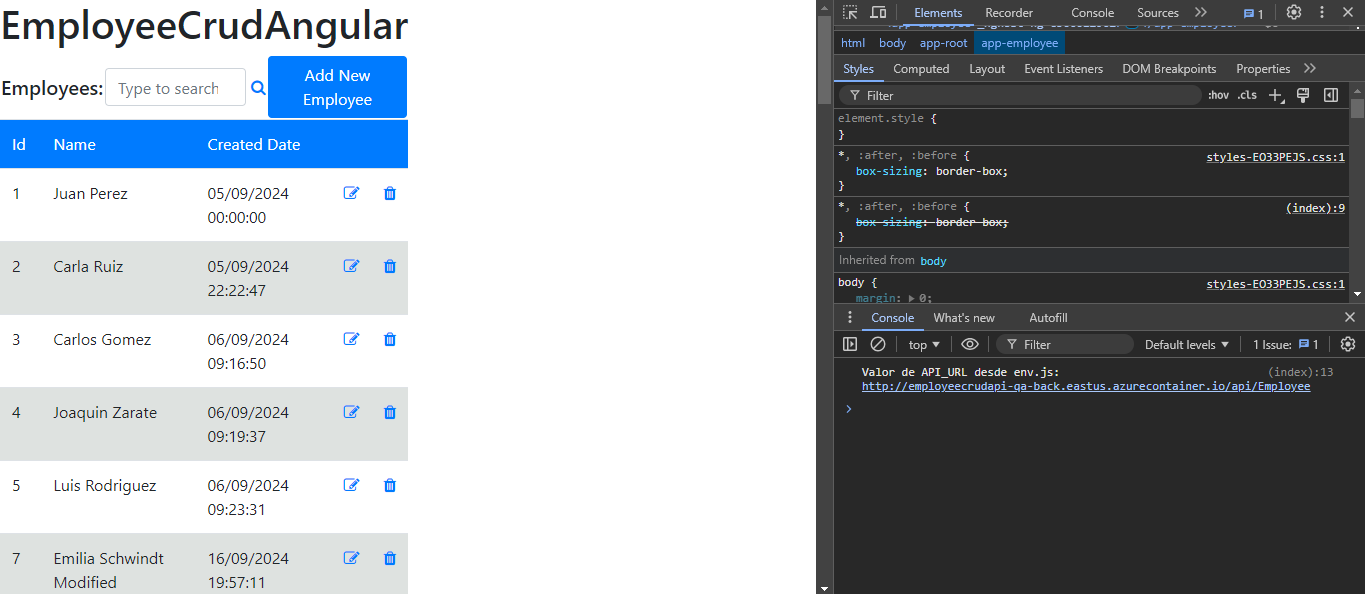 EmployeeCrudAngular
Employees: Type to search
Add New
Employee
Id Name Created Date
1 Juan Perez 05/09/2024
00:00:00
2 Carla Ruiz 05/09/2024
22:22:47
3 Carlos Gomez 06/09/2024
09:16:50
4 Joaquin Zarate 06/09/2024
09:19:37
5 Luis Rodriguez 06/09/2024
09:23:31
7 Emilia Schwindt 16/09/2024
Modified 19:57:11
Elements Recorder Console Sources 1
html body app-root app-employee
Styles Computed Layout Event Listeners DOM Breakpoints Properties
Filter :hov .cls
element.style {
}
*, :after, :before { styles-EO33PEJS.css:1
box-sizing: border-box;
}
*, :after, :before { (index):9
box-sizing: border-box;
}
Inherited from body
body { styles-EO33PEJS.css:1
margin: 0;
Console What's new Autofill
top Filter Default levels 1 Issue: 1
Valor de API_URL desde env.js: (index):13
http://employeecrudapi-qa-back.eastus.azurecontainer.io/api/Employee